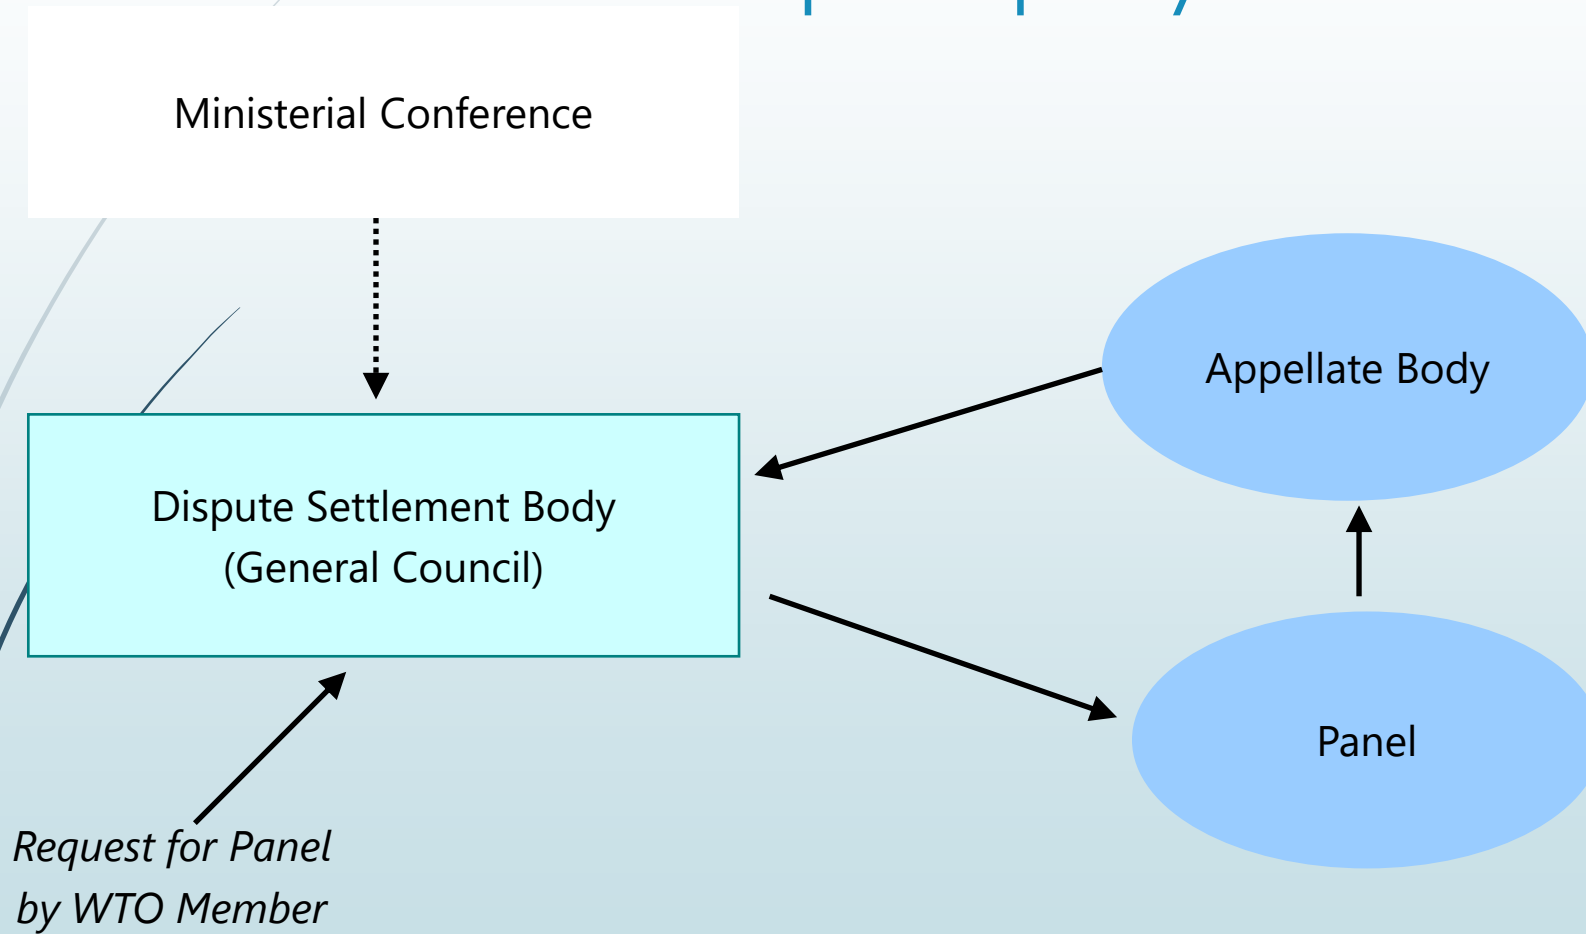 Ministerial Conference
Appellate Body
Dispute Settlement Body
(General Council)
Panel
Request for Panel
by WTO Member